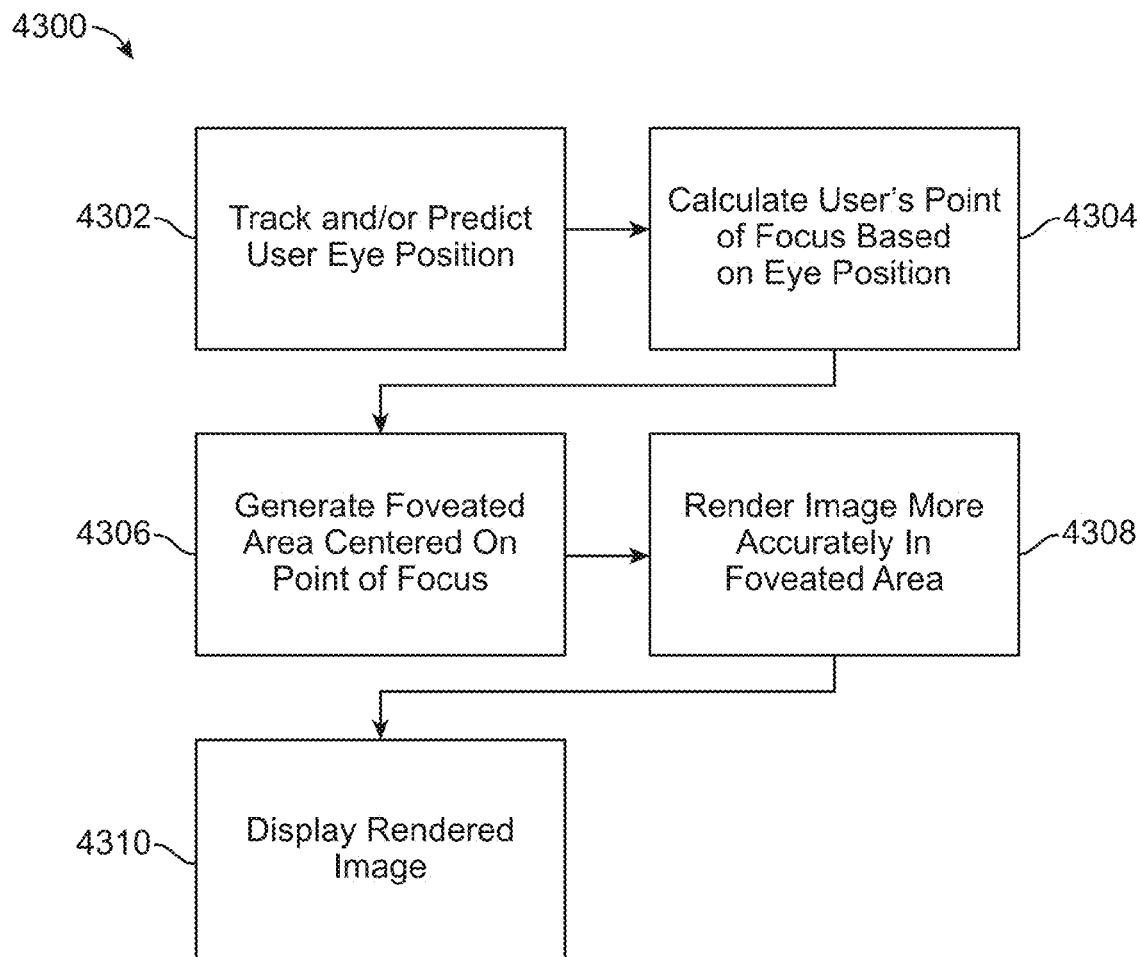 4300
4302
Track and/or Predict
User Eye Position
Calculate User's Point
of Focus Based
on Eye Position
4304
4306
Generate Foveated
Area Centered On
Point of Focus
Render Image More
Accurately In
Foveated Area
4308
4310
Display Rendered
Image